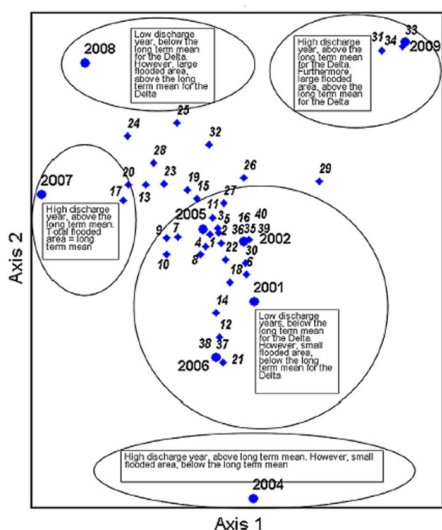 2008
Low discharge
year, below the
long term mean
for the Delta.
However, large
flooded area,
above the long
term mean for
the Delta
High discharge
year, above the
long term mean
for the Delta.
Furthermore,
large flooded
area, above the
long term mean
for the Delta
31
34
33
2009
25
24
32
28
26
29
2007
20
17
13
23
19
15
27
High discharge
year, above the
long term mean.
Total flooded
area = long
term mean
11
2005
3
5
2
16
40
36
35
39
2002
9
7
4
1
22
30
10
8
18
6
2001
14
12
38
37
2006
21
Low discharge
years, below the
long term mean
for the Delta.
However, small
flooded area,
below the long
term mean for
the Delta
High discharge year, above long term mean. However, small
flooded area, below the long term mean
2004
Axis 2
Axis 1